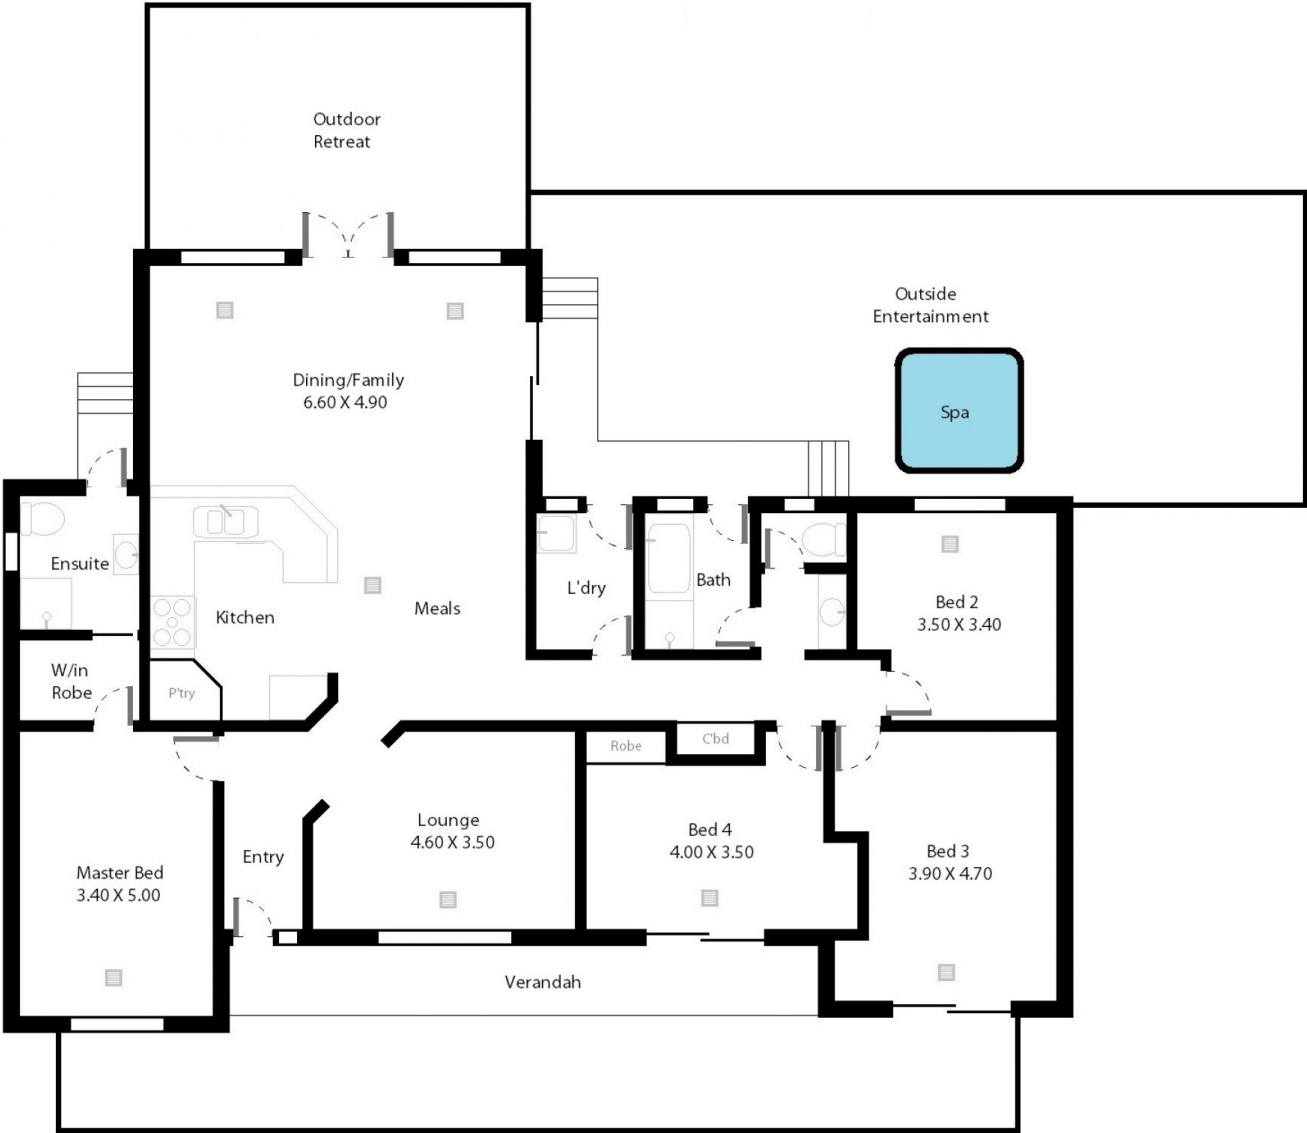 Outdoor
Retreat
Outside
Entertainment
Spa
Dining/Family
6.60 X 4.90
Ensuite
Kitchen
Meals
L'dry
Bath
Bed 2
3.50 X 3.40
W/in
Robe
P'try
Robe
C'bd
Lounge
4.60 X 3.50
Bed 4
4.00 X 3.50
Bed 3
3.90 X 4.70
Entry
Master Bed
3.40 X 5.00
Verandah